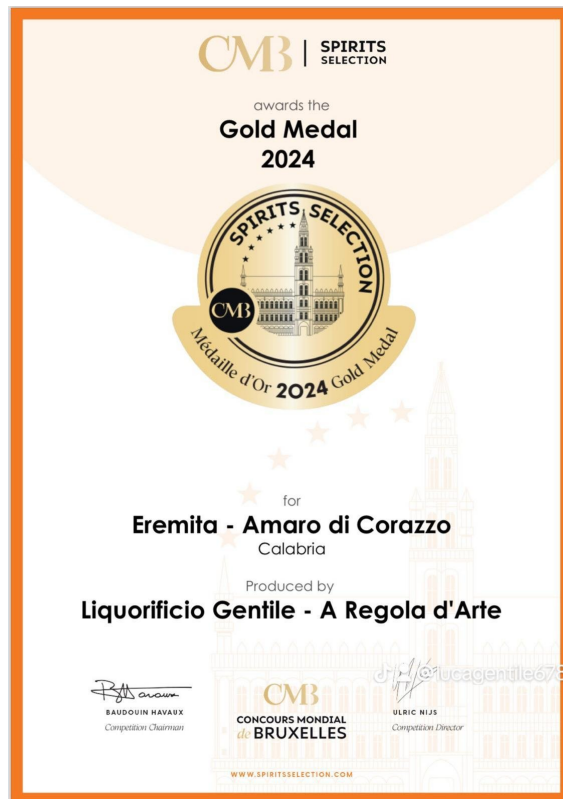 CMB | SPIRITS
SELECTION
awards the
Gold Medal
2024
SPIRITS SELECTION
CMB
Médaille d'Or 2024 Gold Medal
for
Eremita - Amaro di Corazzo
Calabria
Produced by
Liquorificio Gentile - A Regola d'Arte
@lucagentile678
BAUDOUIN HAVAUX
Competition Chairman
CMB
CONCOURS MONDIAL
de BRUXELLES
ULRIC NIJS
Competition Director
WWW.SPIRITSSELECTION.COM